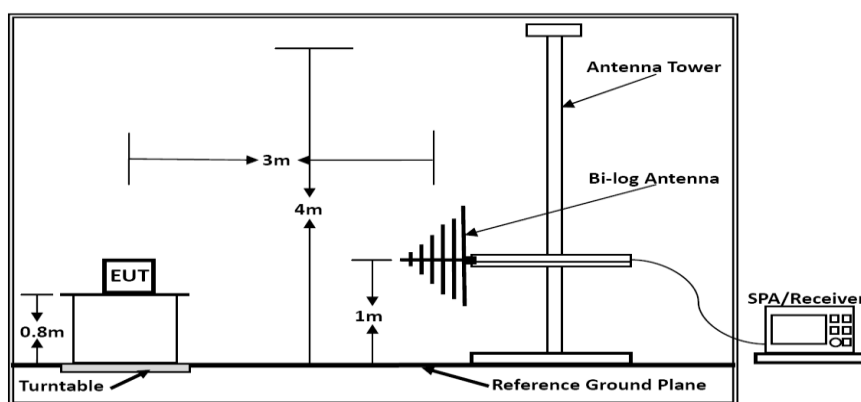 Antenna Tower
3m
Bi-log Antenna
4m
EUT
SPA/Receiver
0.8m
1m
Turntable
Reference Ground Plane